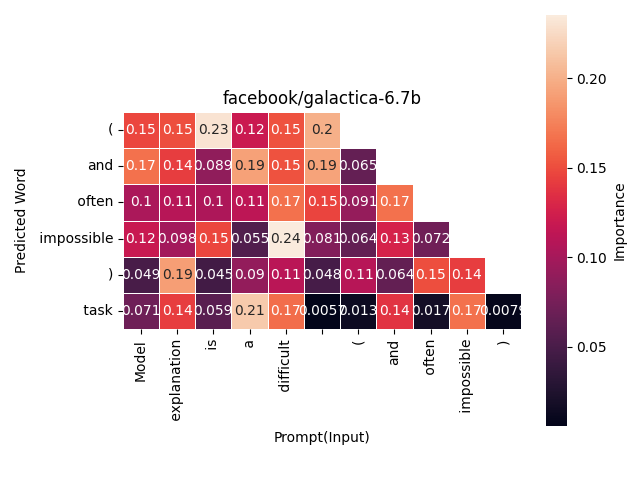 facebook/galactica-6.7b
( 0.15 0.15 0.23 0.12 0.15 0.2
and 0.17 0.14 0.089 0.19 0.15 0.19 0.065
often 0.1 0.11 0.1 0.11 0.17 0.15 0.091 0.17
impossible 0.12 0.098 0.15 0.055 0.24 0.081 0.064 0.13 0.072
) 0.049 0.19 0.045 0.09 0.11 0.048 0.11 0.064 0.15 0.14
task 0.071 0.14 0.059 0.21 0.17 0.0057 0.013 0.14 0.017 0.17 0.0079
Model explanation is a difficult ( and often impossible )
Prompt(Input)
Predicted Word
0.20
0.15
0.10
0.05
Importance